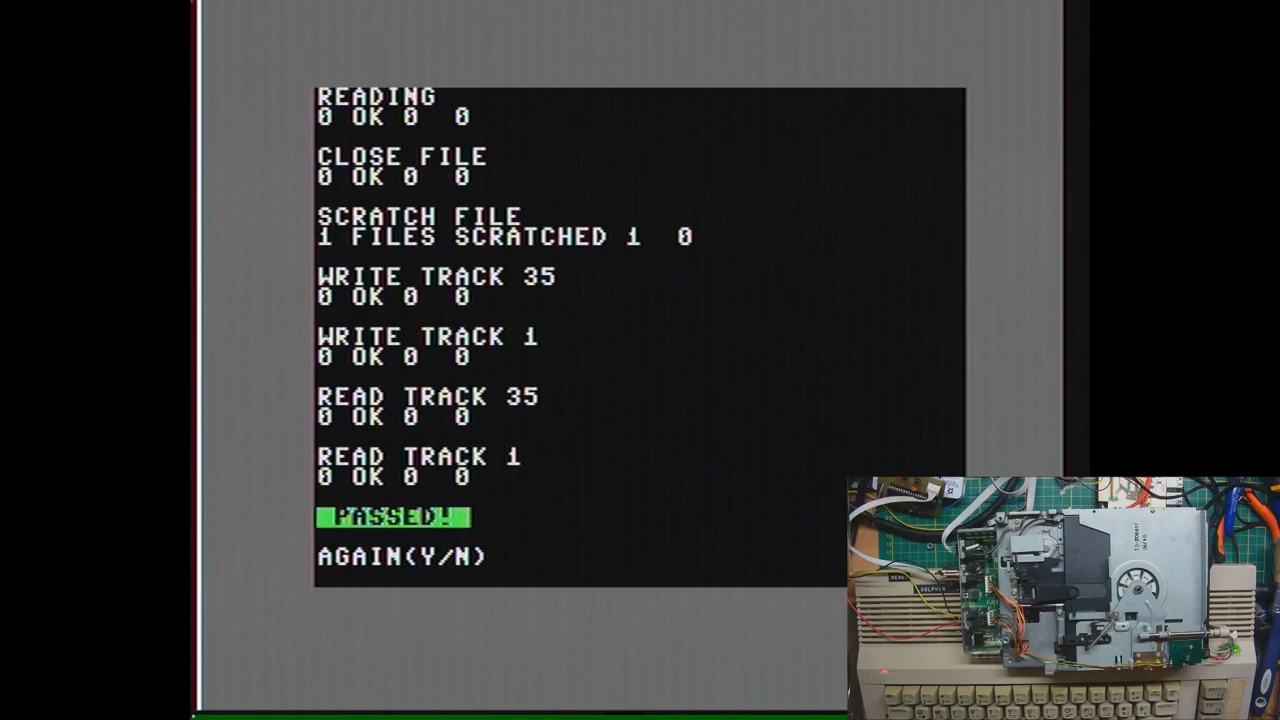 READING
0 OK 0 0
CLOSE FILE
0 OK 0 0
SCRATCH FILE
1 FILES SCRATCHED 1 0
WRITE TRACK 35
0 OK 0 0
WRITE TRACK 1
0 OK 0 0
READ TRACK 35
0 OK 0 0
READ TRACK 1
0 OK 0 0
PASSED!
AGAIN(Y/N)
RESET
DOLPHIN